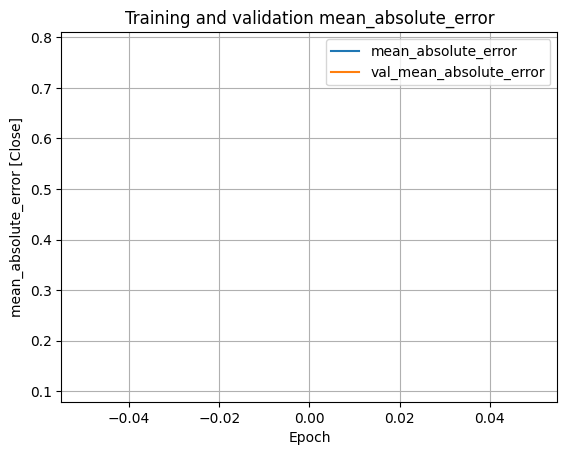 Training and validation mean_absolute_error
mean_absolute_error
val_mean_absolute_error
mean_absolute_error [Close]
0.8
0.7
0.6
0.5
0.4
0.3
0.2
0.1
−0.04
−0.02
0.00
0.02
0.04
Epoch